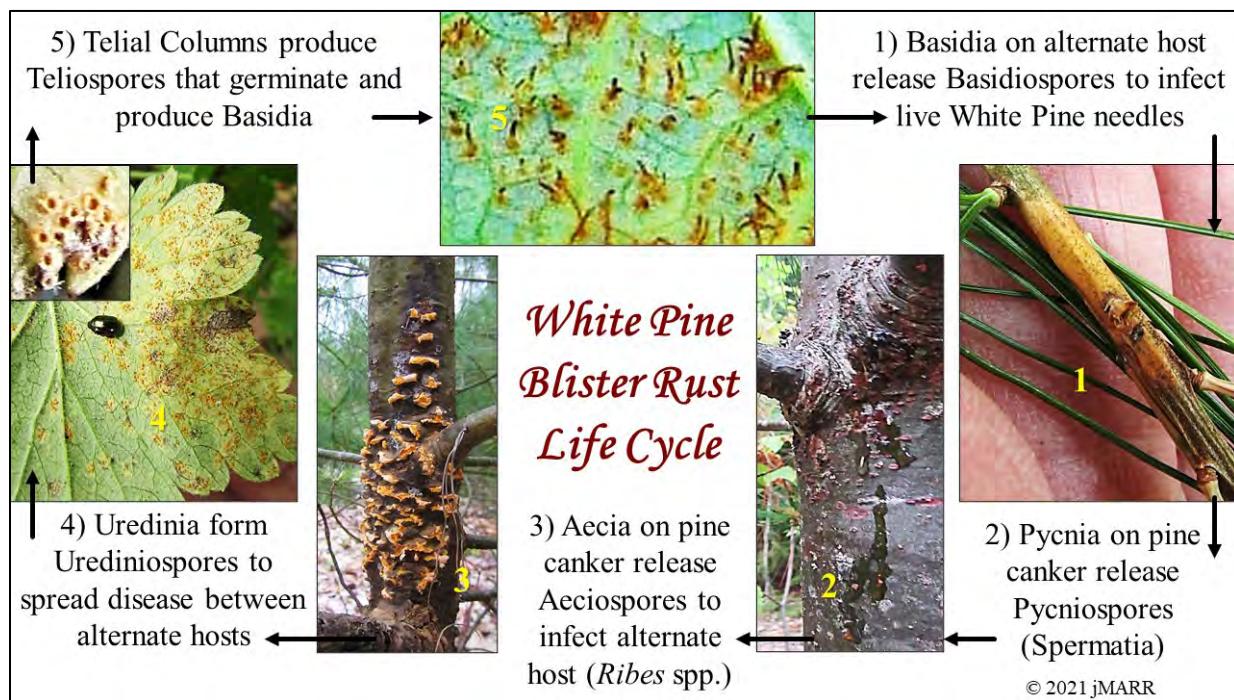 5) Telial Columns produce
Teliospores that germinate and
produce Basidia
5
1) Basidia on alternate host
release Basidiospores to infect
live White Pine needles
4
White Pine
Blister Rust
Life Cycle
1
4) Uredinia form
Urediniospores to
spread disease between
alternate hosts
3
3) Aecia on pine
canker release
Aeciospores to
infect alternate
host (Ribes spp.)
2
2) Pycnia on pine
canker release
Pycniospores
(Spermatia)
© 2021 jMARR